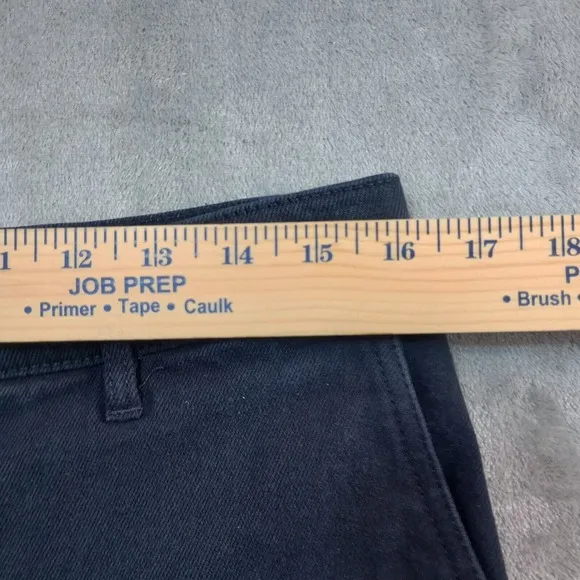 1 12 13 14 15 16 17 18
JOB PREP P
• Primer • Tape • Caulk • Brush •